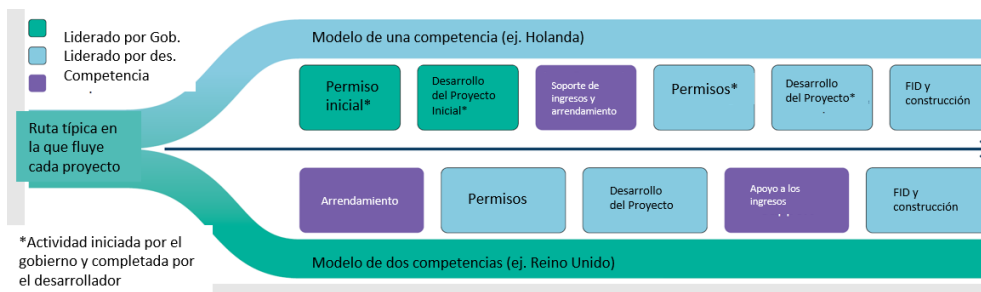 Liderado por Gob.
Liderado por des.
Competencia
Modelo de una competencia (ej. Holanda)
Permiso
inicial*
Desarrollo
del Proyecto
Inicial*
Soporte de
ingresos y
arrendamiento
Permisos*
Desarrollo
del Proyecto*
FID y
construcción
Ruta típica en
la que fluye
cada proyecto
Arrendamiento
Permisos
Desarrollo
del Proyecto
Apoyo a los
ingresos
FID y
construcción
*Actividad iniciada por el
gobierno y completada por
el desarrollador
Modelo de dos competencias (ej. Reino Unido)